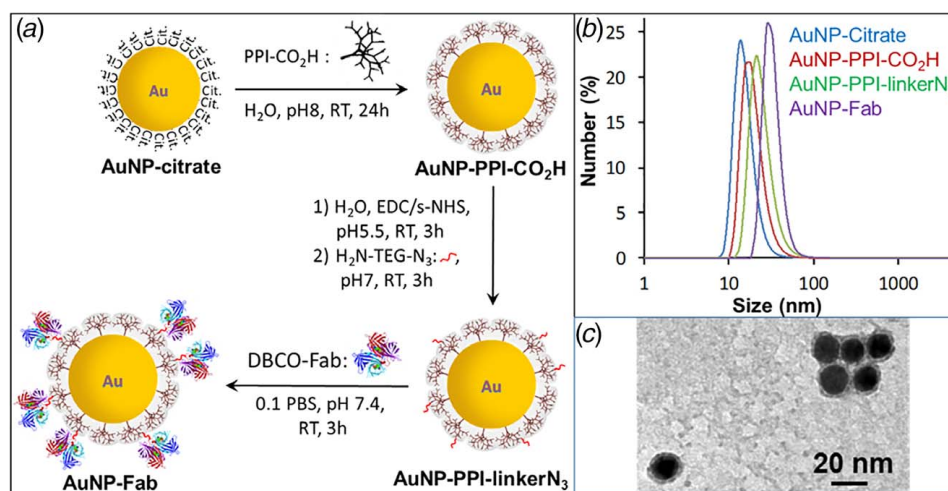 (a)
Cit.
Au
AuNP-citrate
PPI-CO₂H :
H₂O, pH8, RT, 24h
AuNP-PPI-CO₂H
1) H₂O, EDC/s-NHS,
pH5.5, RT, 3h
2) H₂N-TEG-N₃:
pH7, RT, 3h
Au
AuNP-PPI-linkerN₃
DBCO-Fab:
0.1 PBS, pH 7.4,
RT, 3h
Au
AuNP-Fab
(b)
AuNP-Citrate
AuNP-PPI-CO₂H
AuNP-PPI-linkerN
AuNP-Fab
Number (%)
25
20
15
10
5
0
1 10 100 1000
Size (nm)
(c)
20 nm